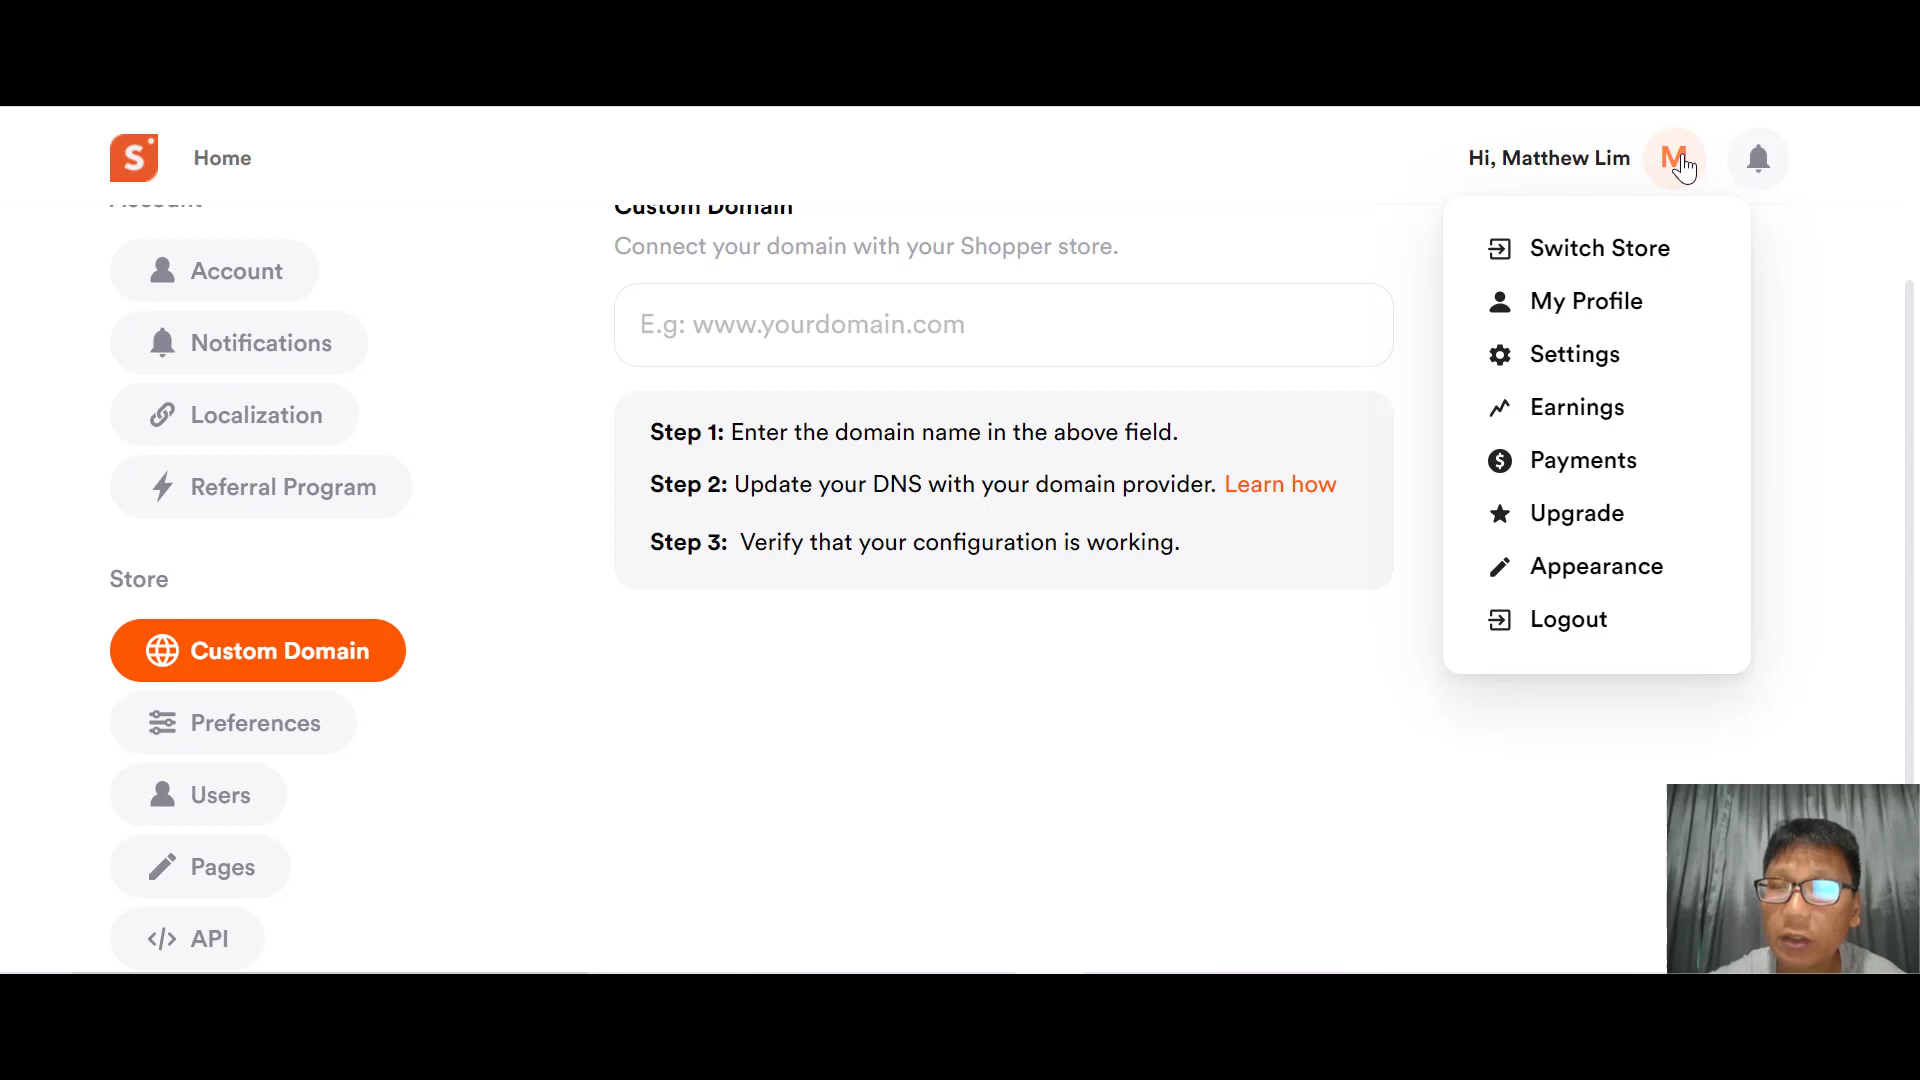 S
Home
Hi, Matthew Lim
M
Account
Account
Notifications
Localization
Referral Program
Store
Custom Domain
Preferences
Users
Pages
API
Custom Domain
Connect your domain with your Shopper store.
E.g: www.yourdomain.com
Step 1: Enter the domain name in the above field.
Step 2: Update your DNS with your domain provider. Learn how
Step 3: Verify that your configuration is working.
Switch Store
My Profile
Settings
Earnings
Payments
Upgrade
Appearance
Logout